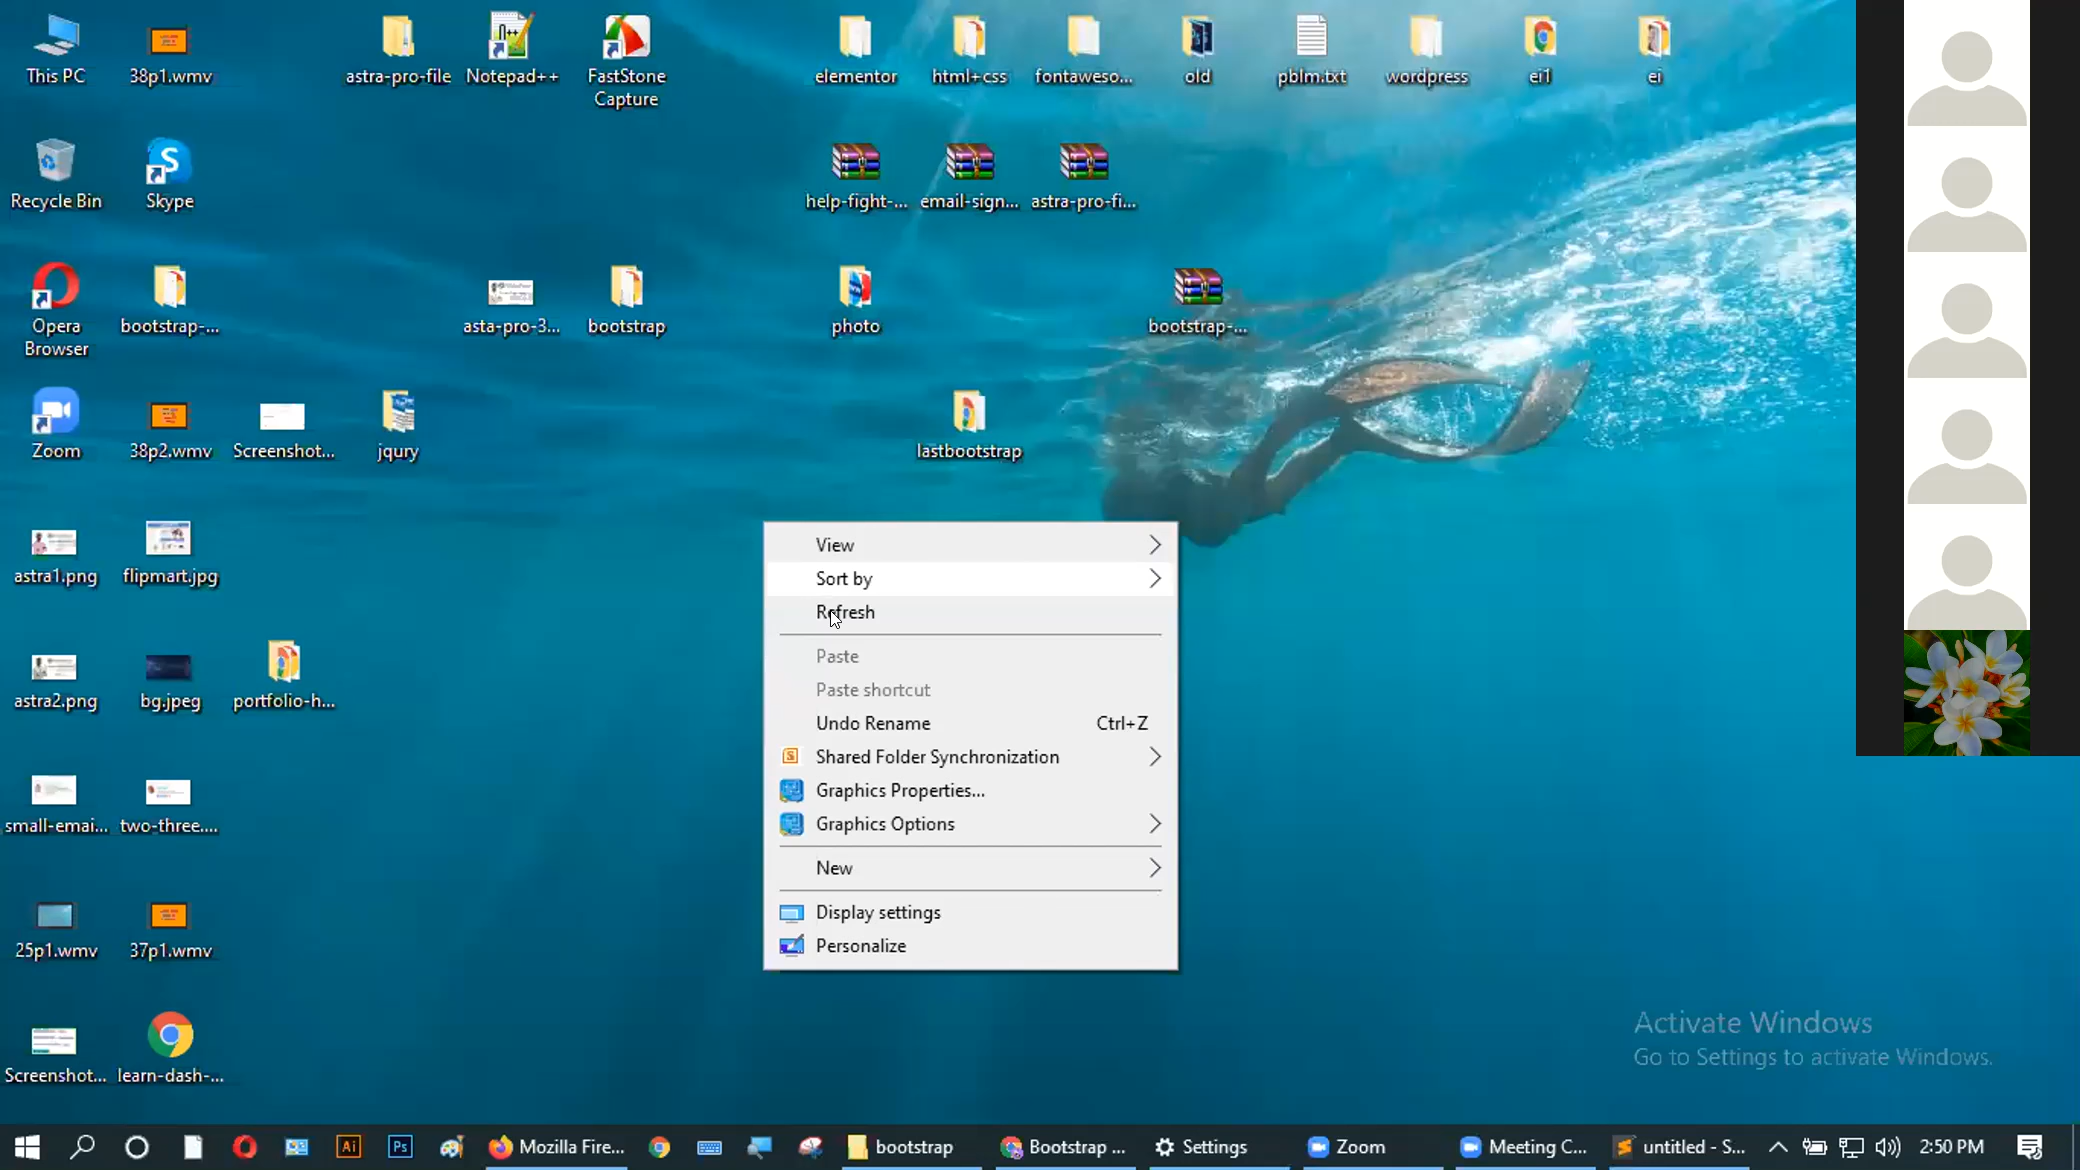 This PC
38p1.wmv
astra-pro-file
Notepad++
FastStone
Capture
elementor
html+css
fontaweso...
old
pblm.txt
wordpress
ei1
ei
Recycle Bin
Skype
help-fight-...
email-sign...
astra-pro-fi...
Opera
Browser
bootstrap-...
asta-pro-3...
bootstrap
photo
bootstrap-...
Zoom
38p2.wmv
Screenshot...
jqury
lastbootstrap
astra1.png
flipmart.jpg
View
Sort by
Refresh
Paste
Paste shortcut
Undo Rename Ctrl+Z
Shared Folder Synchronization
Graphics Properties...
Graphics Options
New
Display settings
Personalize
astra2.png
bg.jpeg
portfolio-h...
small-emai...
two-three....
25p1.wmv
37p1.wmv
Screenshot...
learn-dash-...
Activate Windows
Go to Settings to activate Windows.
Ai
Ps
Mozilla Fire...
bootstrap
Bootstrap ...
Settings
Zoom
Meeting C...
untitled - S...
2:50 PM